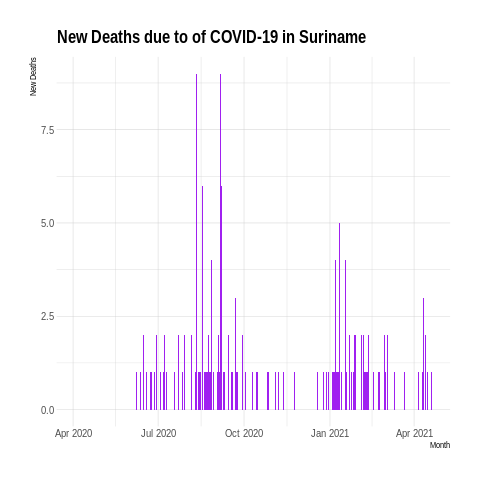 New Deaths due to of COVID-19 in Suriname
New Deaths
7.5
5.0
2.5
0.0
Apr 2020 Jul 2020 Oct 2020 Jan 2021 Apr 2021
Month